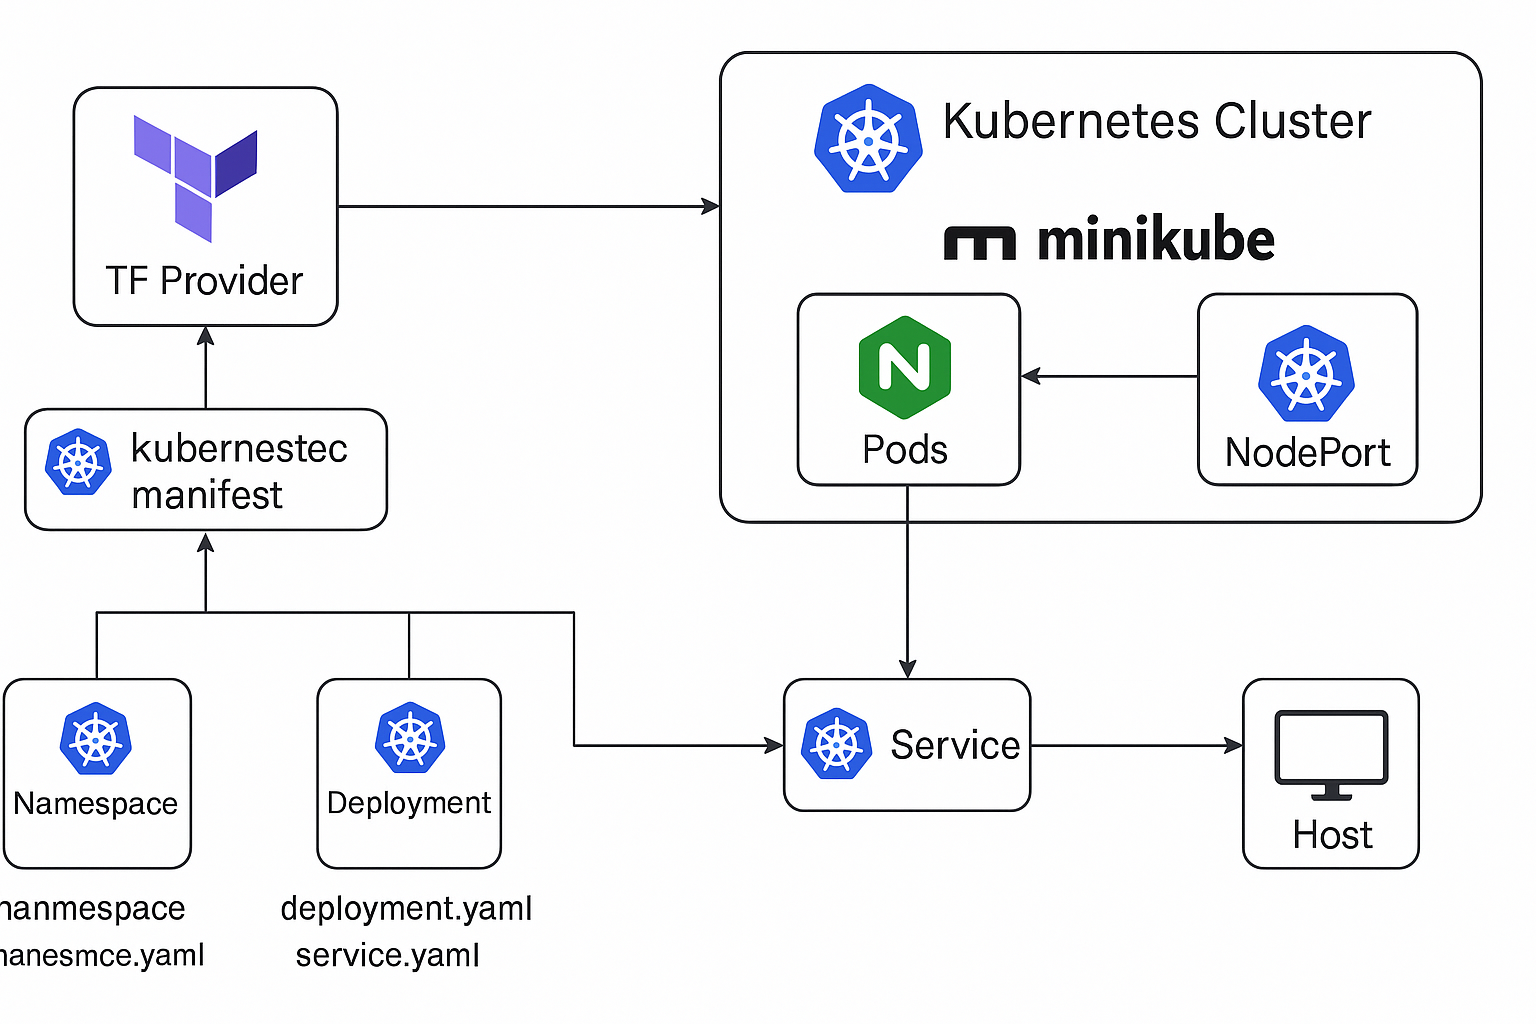 TF Provider
Kubernetes Cluster
minikube
Pods
NodePort
kubernestec
manifest
Namespace
Deployment
Service
Host
nanmespace
nanesmce.yaml
deployment.yaml
service.yaml